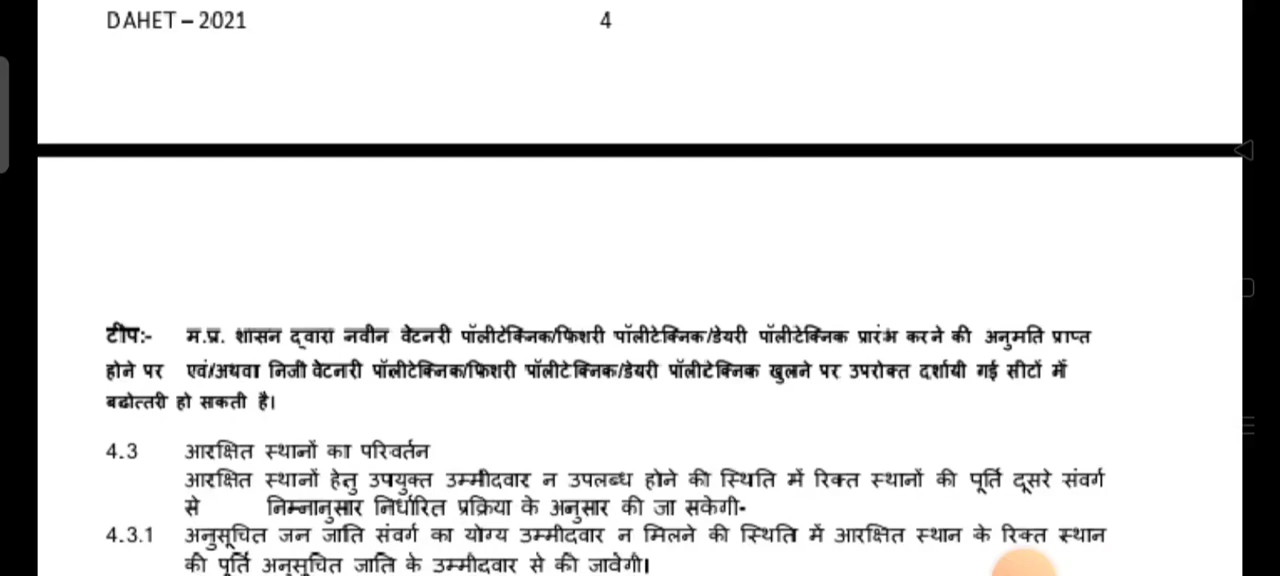 DAHET – 2021 4
टीप:- म.प्र. शासन द्वारा नवीन वेटनरी पॉलीटेक्निक/फिशरी पॉलीटेक्निक/डेयरी पॉलीटेक्निक प्रारंभ करने की अनुमति प्राप्त
होने पर एवं/अथवा निजी वेटनरी पॉलीटेक्निक/फिशरी पॉलीटेक्निक/डेयरी पॉलीटेक्निक खुलने पर उपरोक्त दर्शायी गई सीटों में
बढोत्तरी हो सकती है।
4.3 आरक्षित स्थानों का परिवर्तन
आरक्षित स्थानों हेतु उपयुक्त उम्मीदवार न उपलब्ध होने की स्थिति में रिक्त स्थानों की पूर्ति दूसरे संवर्ग
से निम्नानुसार निर्धारित प्रक्रिया के अनुसार की जा सकेगी-
4.3.1 अनुसूचित जन जाति संवर्ग का योग्य उम्मीदवार न मिलने की स्थिति में आरक्षित स्थान के रिक्त स्थान
की पूर्ति अनुसूचित जाति के उम्मीदवार से की जावेगी।